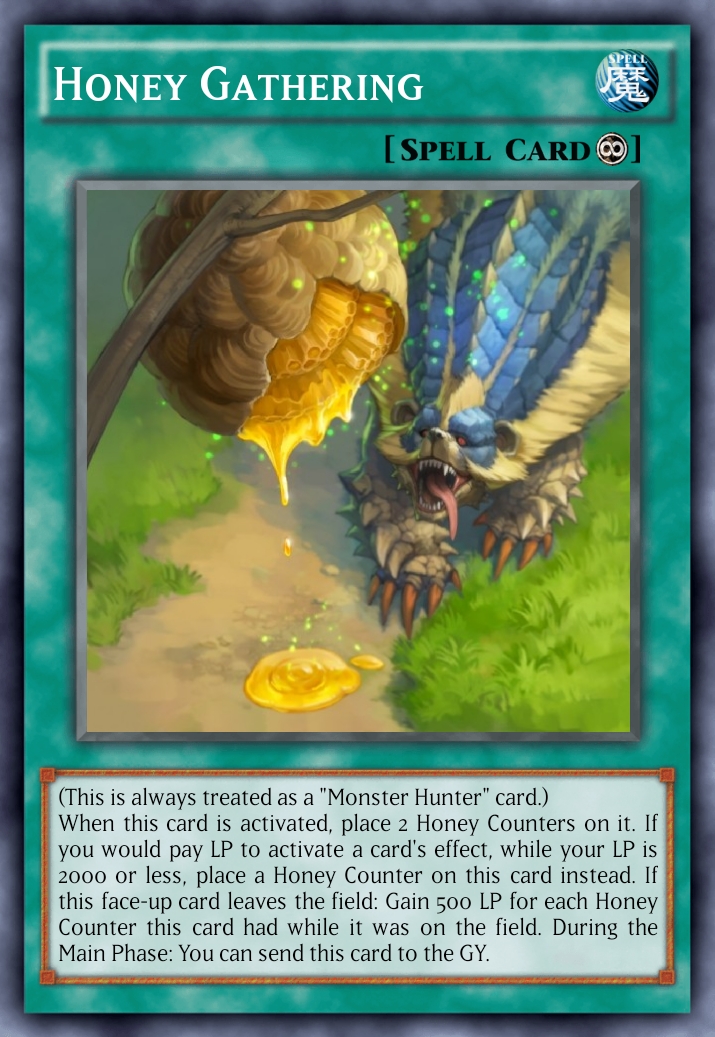 Honey Gathering
SPELL
魔
[Spell Card]
(This is always treated as a "Monster Hunter" card.)
When this card is activated, place 2 Honey Counters on it. If
you would pay LP to activate a card's effect, while your LP is
2000 or less, place a Honey Counter on this card instead. If
this face-up card leaves the field: Gain 500 LP for each Honey
Counter this card had while it was on the field. During the
Main Phase: You can send this card to the GY.